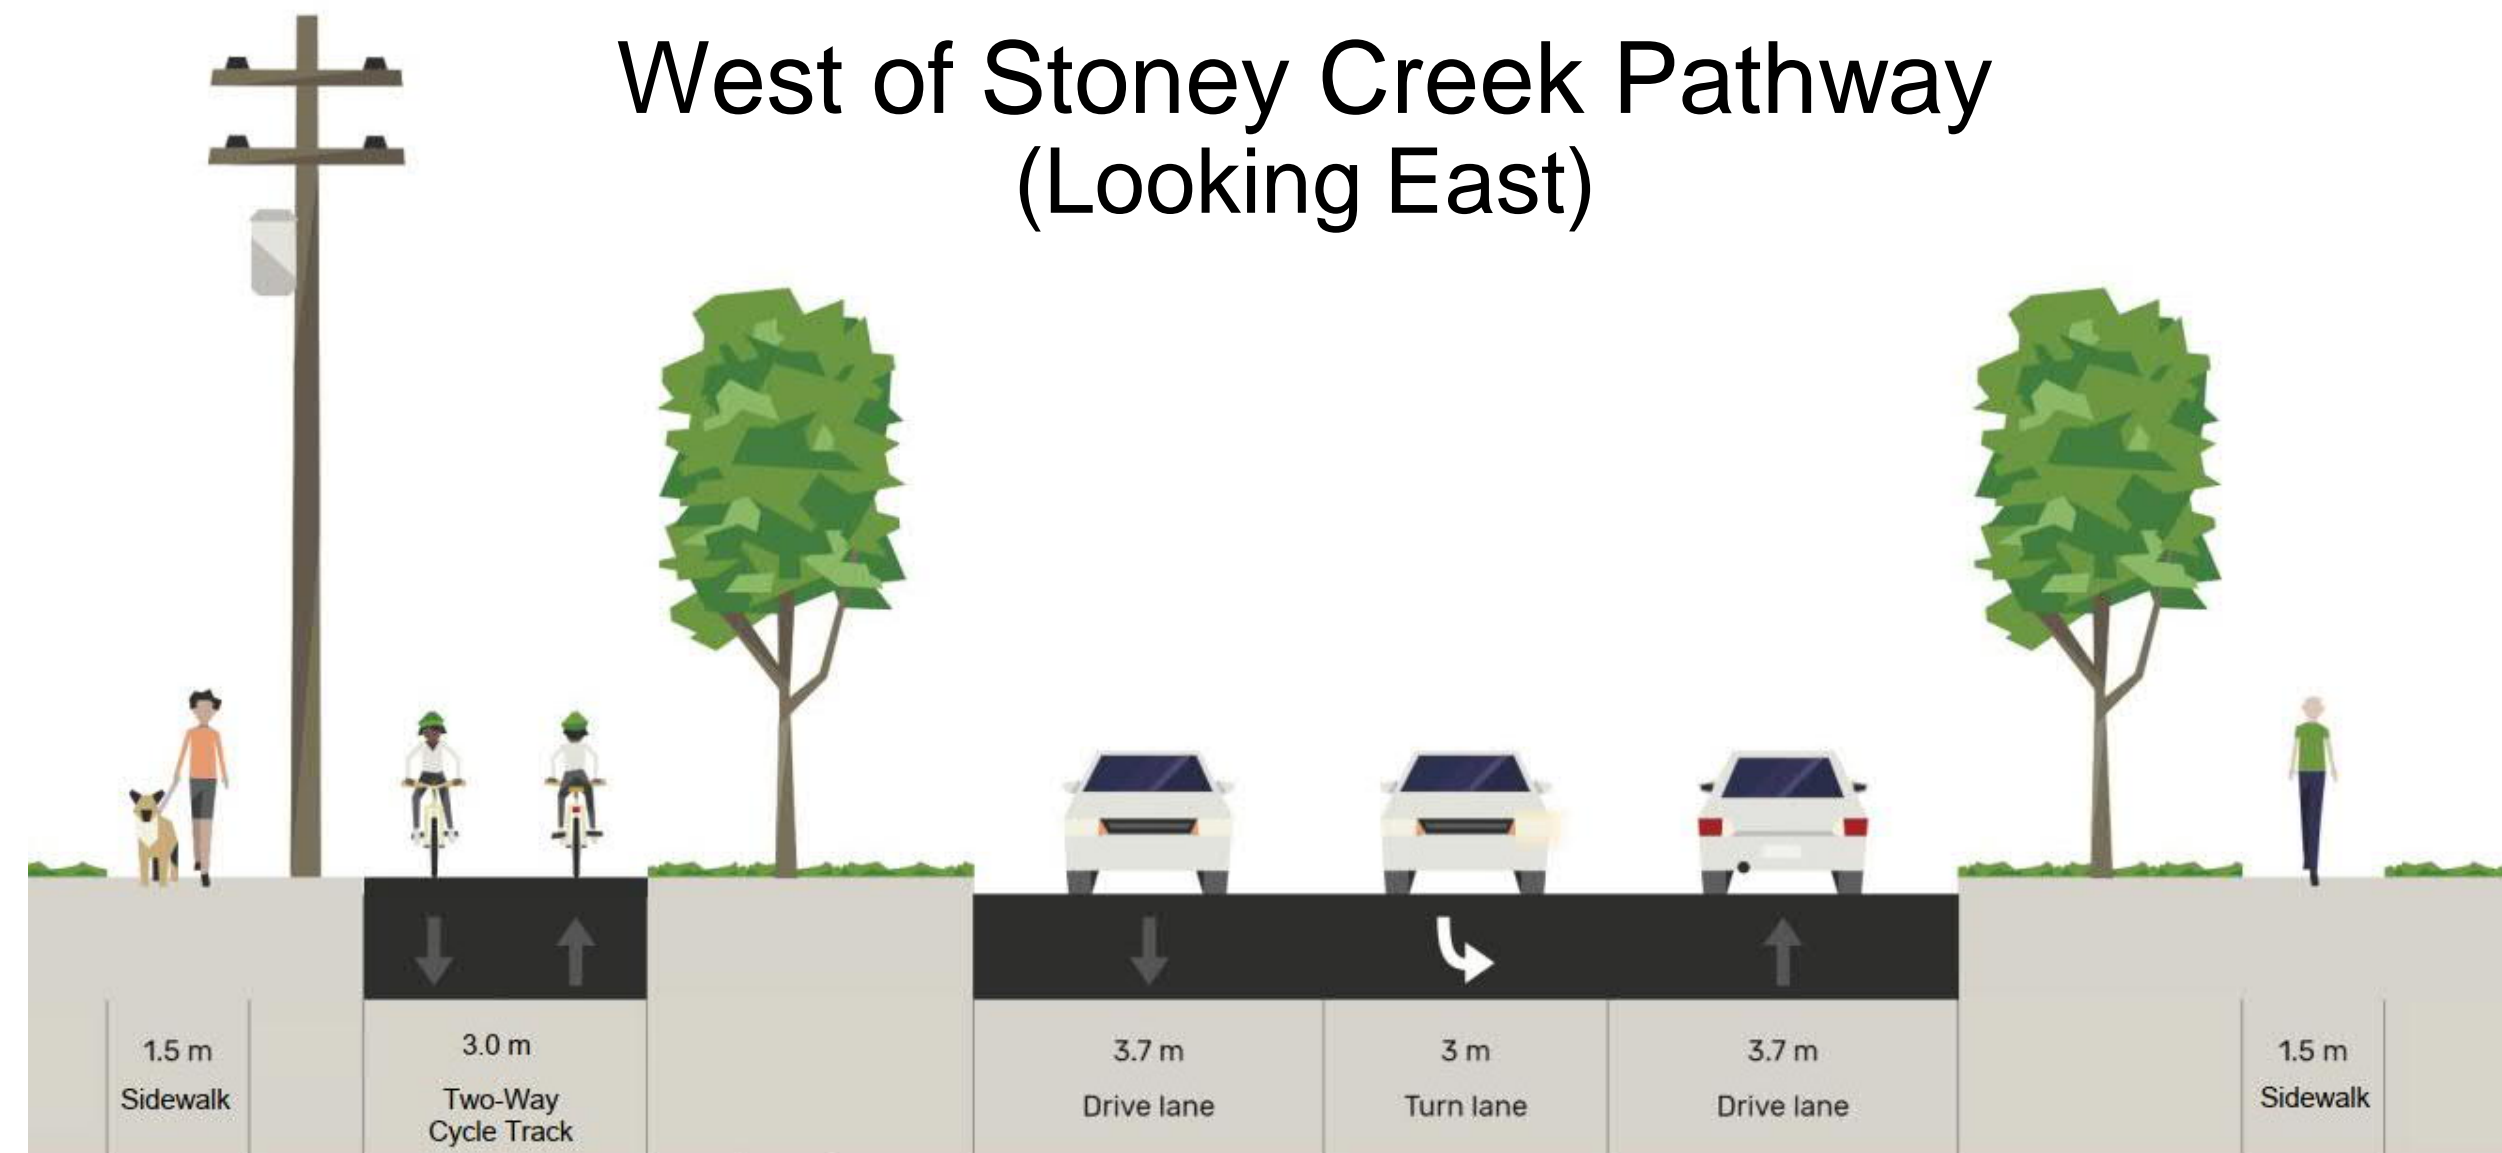 West of Stoney Creek Pathway
(Looking East)
1.5 m
Sidewalk
3.0 m
Two-Way
Cycle Track
3.7 m
Drive lane
3 m
Turn lane
3.7 m
Drive lane
1.5 m
Sidewalk